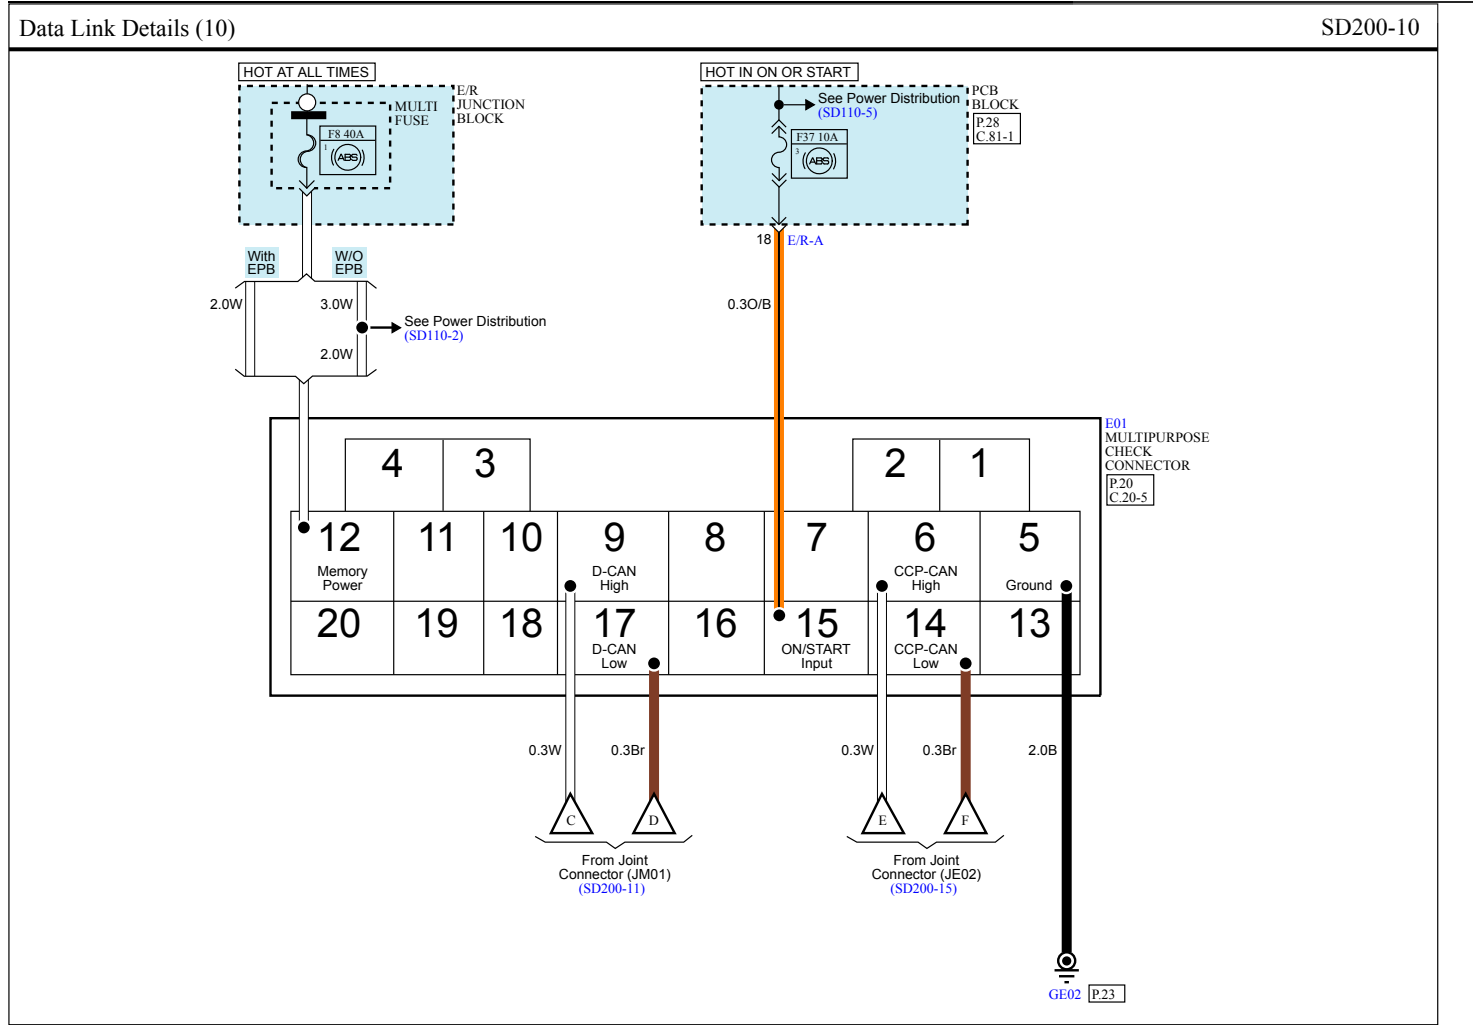 Data Link Details (10)
SD200-10
HOT AT ALL TIMES
HOT IN ON OR START
E/R
JUNCTION
BLOCK
MULTI
FUSE
F8 40A
1
ABS
See Power Distribution
(SD110-5)
PCB
BLOCK
P.28
C.81-1
F37 10A
3
ABS
18
E/R-A
With
EPB
W/O
EPB
2.0W
3.0W
0.3O/B
See Power Distribution
(SD110-2)
2.0W
E01
MULTIPURPOSE
CHECK
CONNECTOR
P.20
C.20-5
4
3
2
1
12
Memory
Power
11
10
9
D-CAN
High
8
7
6
CCP-CAN
High
5
Ground
20
19
18
17
D-CAN
Low
16
15
ON/START
Input
14
CCP-CAN
Low
13
0.3W
0.3Br
0.3W
0.3Br
2.0B
C
D
E
F
From Joint
Connector (JM01)
(SD200-11)
From Joint
Connector (JE02)
(SD200-15)
GE02
P.23